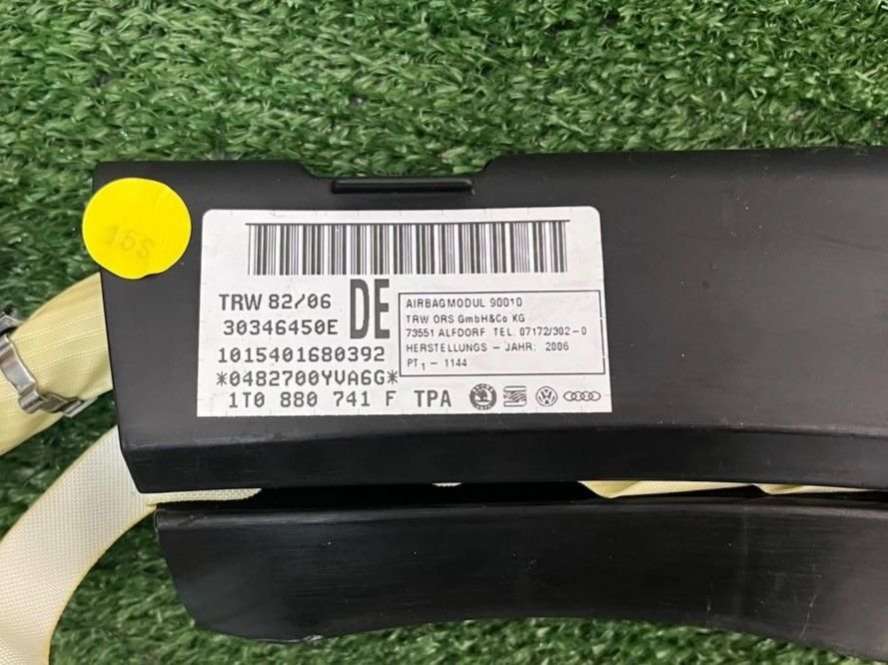 155
TRW 82/06
30346450E
DE
1015401680392
*0482700YVA6G*
1T0 880 741 F TPA
AIRBAGMODUL 90010
TRW ORS GmbH&Co KG
73551 ALFDORF. TEL. 07172/302-0
HERSTELLUNGS - JAHR: 2006
PT1 - 1144